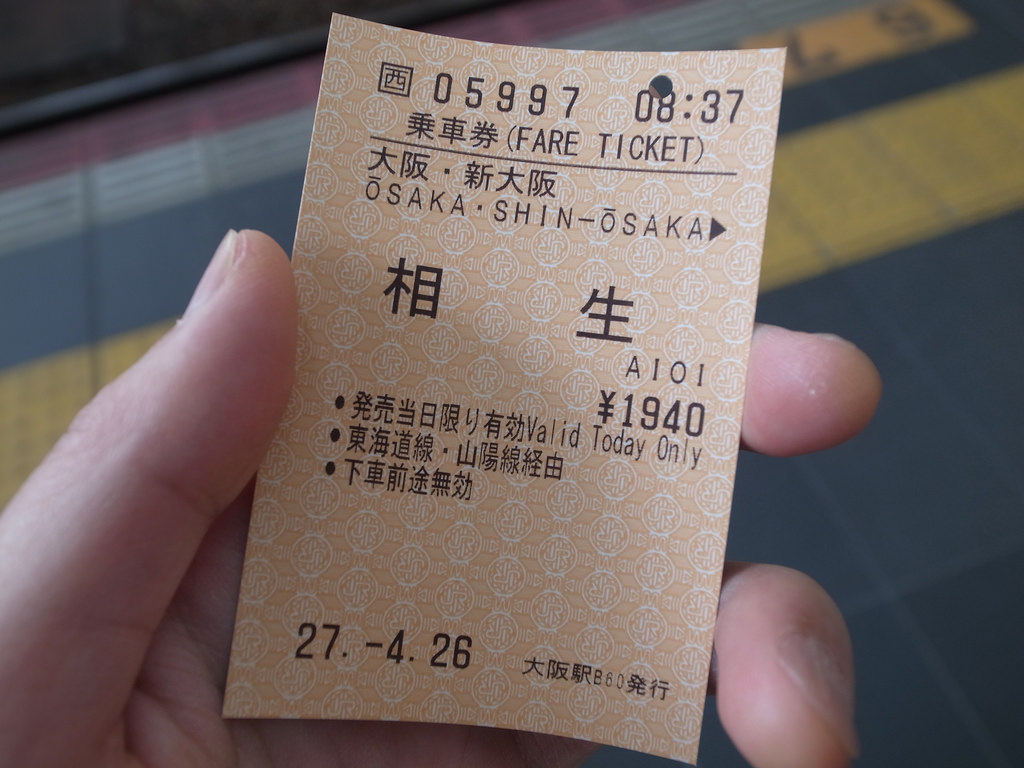 西 05997 08:37
乗車券(FARE TICKET)
大阪・新大阪
ŌSAKA・SHIN-ŌSAKA▶
相 生
AIOI
¥1940
●発売当日限り有効Valid Today Only
●東海道線・山陽線経由
●下車前途無効
27.-4.26
大阪駅B60発行